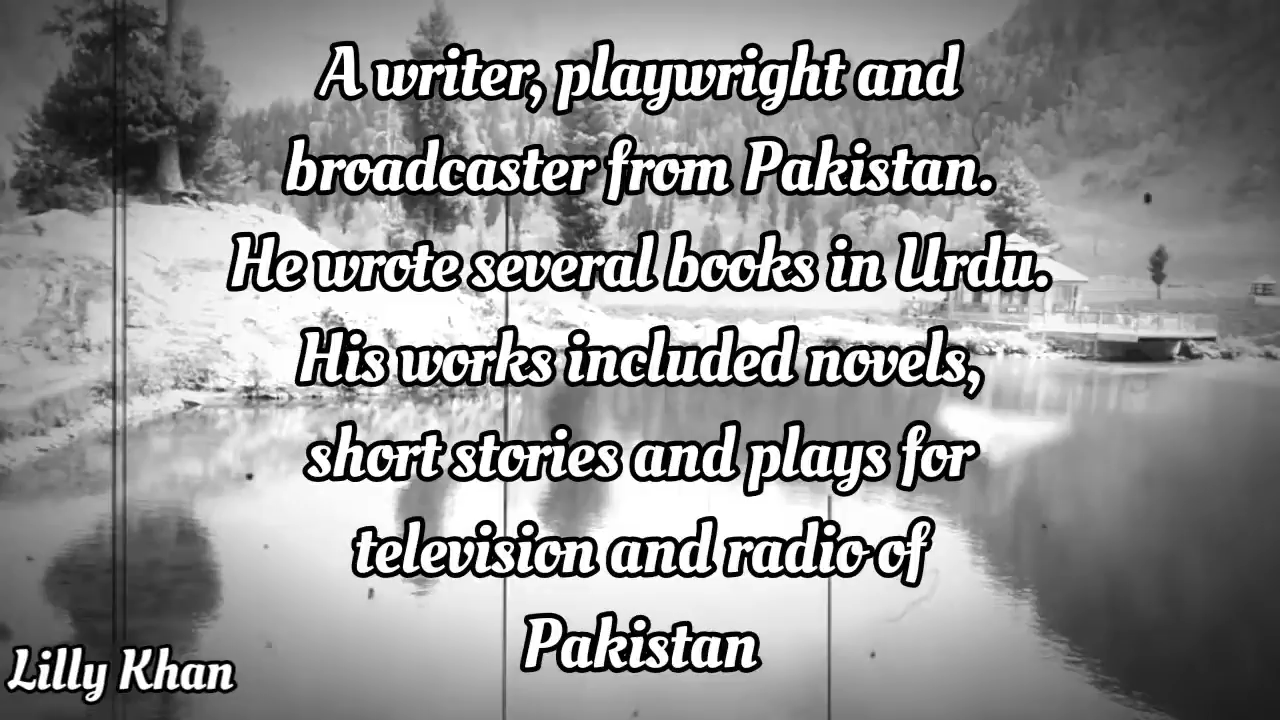 A writer, playwright and
broadcaster from Pakistan.
He wrote several books in Urdu.
His works included novels,
short stories and plays for
television and radio of
Pakistan
Lilly Khan